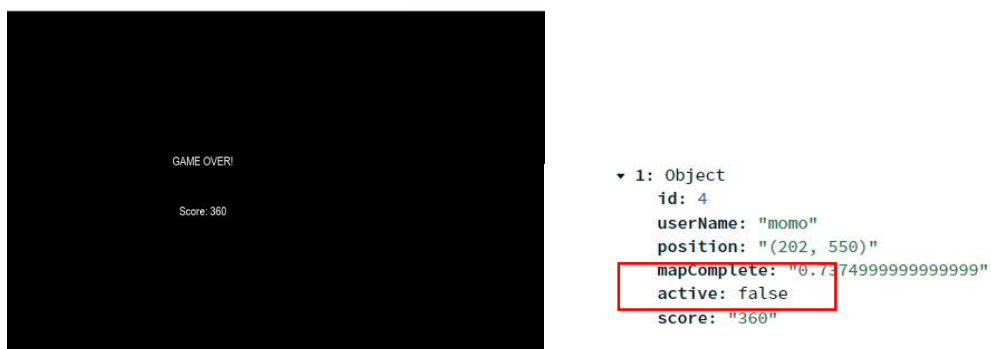 GAME OVER!
Score: 360
▾ 1: Object
id: 4
userName: "momo"
position: "(202, 550)"
mapComplete: "0.7374999999999999"
active: false
score: "360"